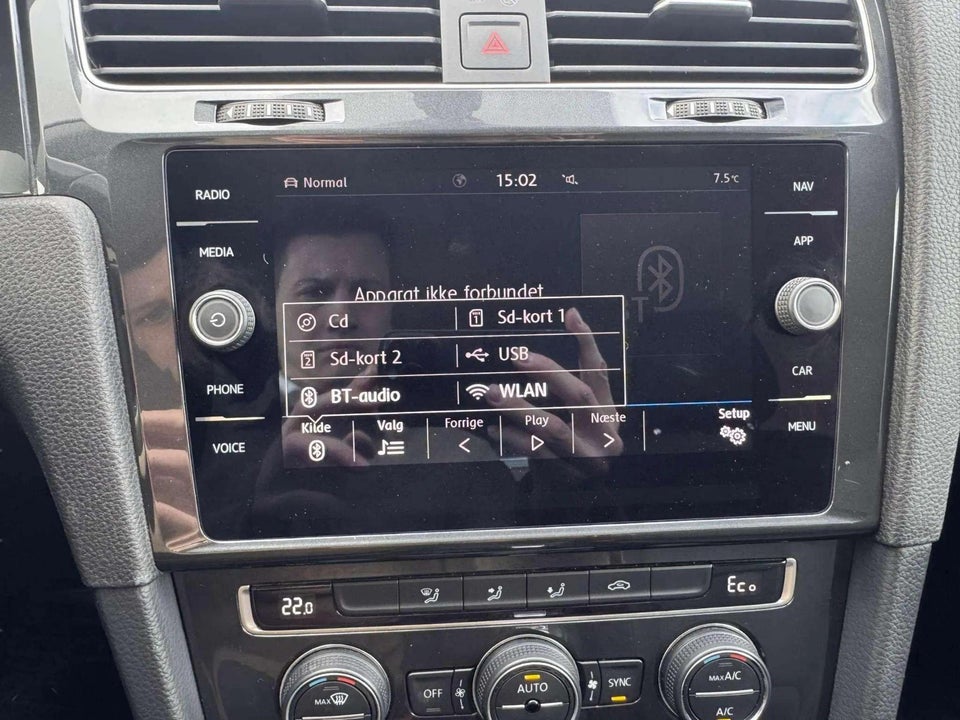 RADIO
MEDIA
PHONE
VOICE
Normal 15:02 7.5°C
Apparat ikke forbundet
Cd 1 Sd-kort 1
2 Sd-kort 2 USB
BT-audio WLAN
Kilde Valg Forrige Play Næste Setup
NAV
APP
CAR
MENU
22.0 Eco
MAX OFF AUTO SYNC MAX A/C
A/C